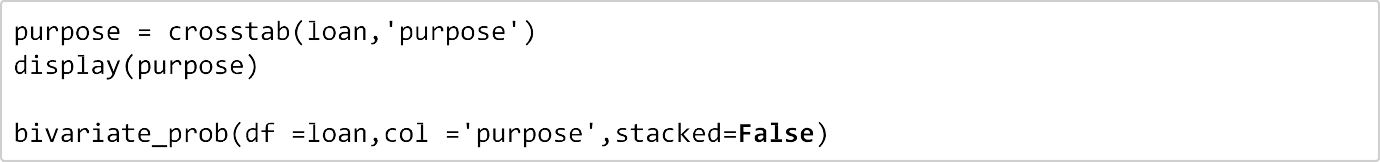 purpose = crosstab(loan,'purpose')
display(purpose)
bivariate_prob(df =loan,col ='purpose',stacked=False)